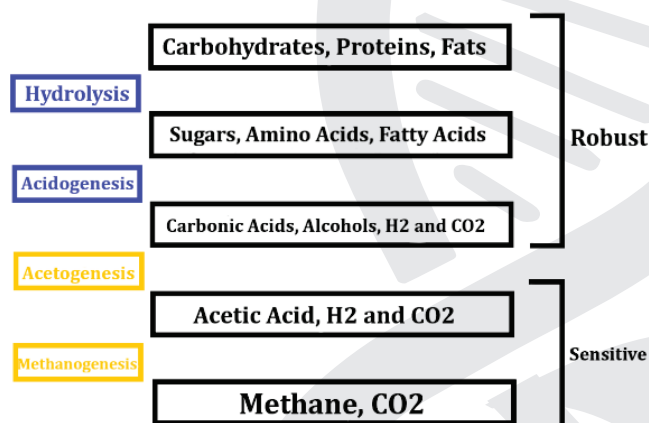 Carbohydrates, Proteins, Fats
Hydrolysis
Sugars, Amino Acids, Fatty Acids
Robust
Acidogenesis
Carbonic Acids, Alcohols, H2 and CO2
Acetogenesis
Acetic Acid, H2 and CO2
Sensitive
Methanogenesis
Methane, CO2